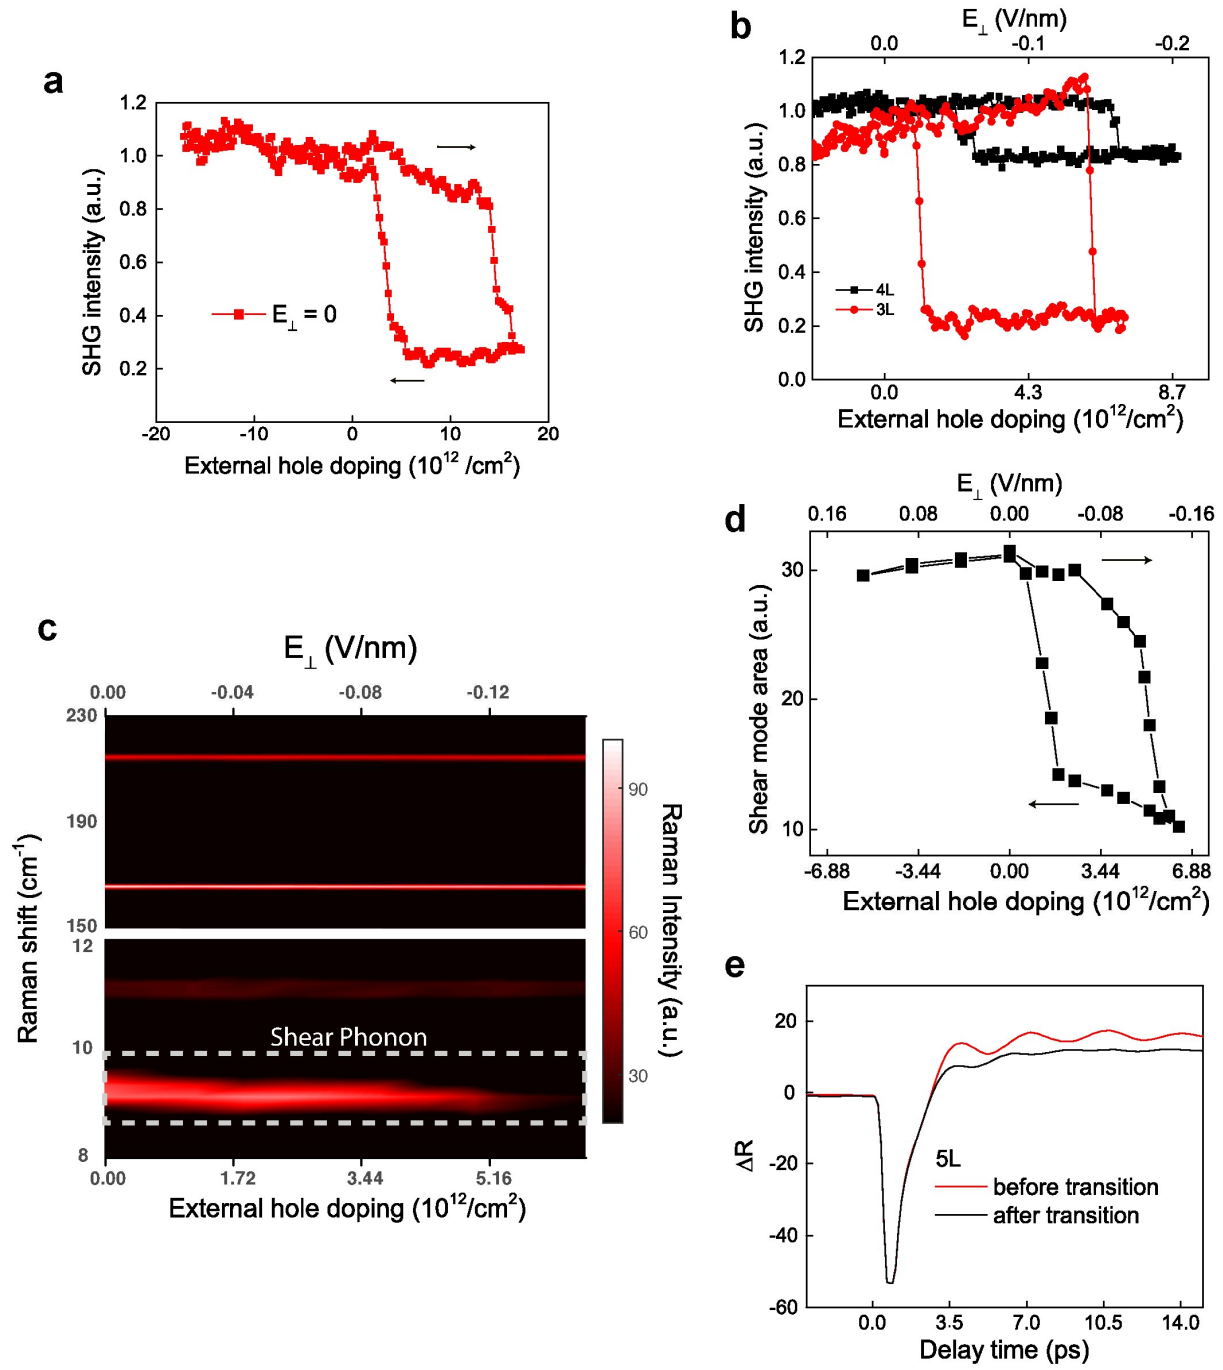 a
1.2
1.0
0.8
0.6
0.4
0.2
SHG intensity (a.u.)
E⊥ = 0
-20 -10 0 10 20
External hole doping (10¹² /cm²)
b
E⊥ (V/nm)
0.0 -0.1 -0.2
1.2
1.0
0.8
0.6
0.4
0.2
0.0
SHG intensity (a.u.)
4L
3L
0.0 4.3 8.7
External hole doping (10¹²/cm²)
c
E⊥ (V/nm)
0.00 -0.04 -0.08 -0.12
230
190
150
12
10
8
Raman shift (cm⁻¹)
Shear Phonon
90
60
30
Raman Intensity (a.u.)
0.00 1.72 3.44 5.16
External hole doping (10¹²/cm²)
d
E⊥ (V/nm)
0.16 0.08 0.00 -0.08 -0.16
30
20
10
Shear mode area (a.u.)
-6.88 -3.44 0.00 3.44 6.88
External hole doping (10¹²/cm²)
e
20
0
-20
-40
-60
ΔR
5L
before transition
after transition
0.0 3.5 7.0 10.5 14.0
Delay time (ps)